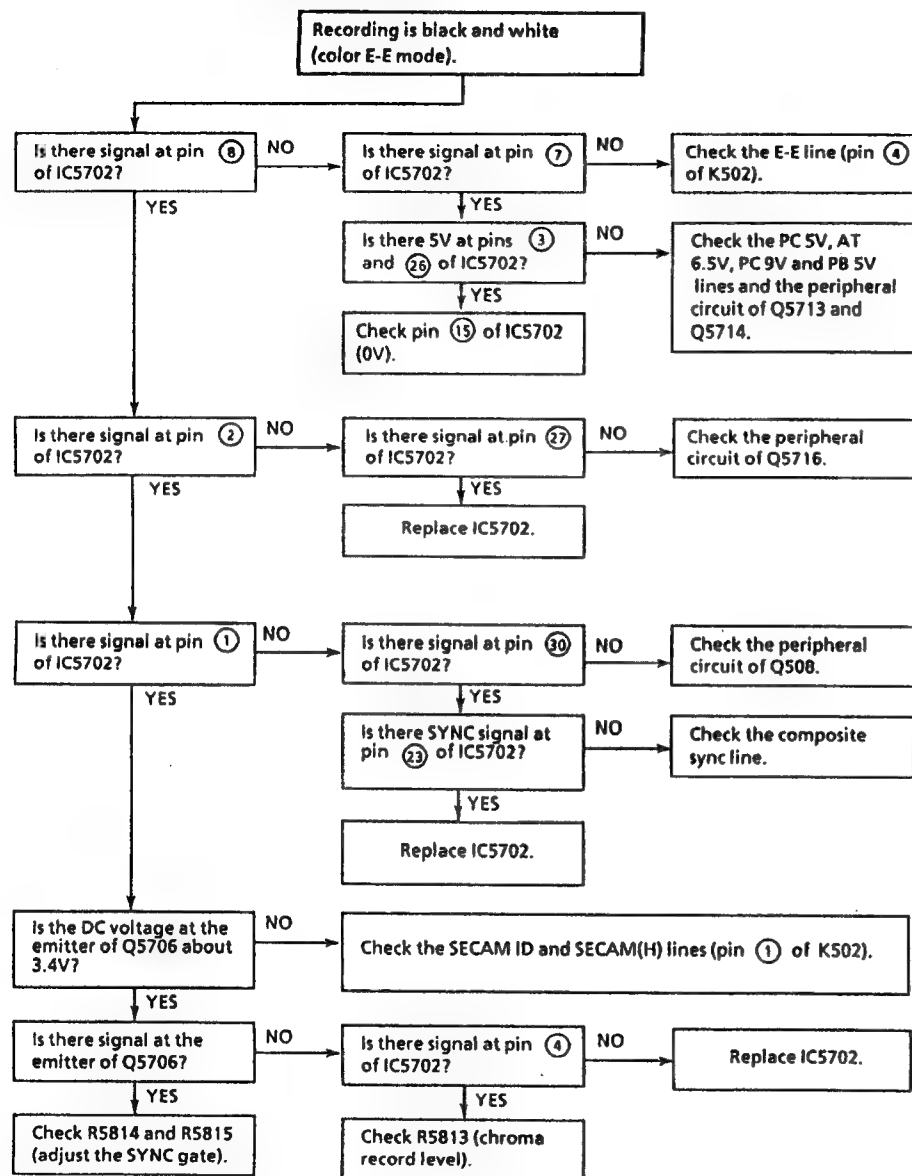 Recording is black and white
(color E-E mode).
Is there signal at pin ⑧
of IC5702?
NO
Is there signal at pin ⑦
of IC5702?
NO
Check the E-E line (pin ④
of K502).
YES
YES
Is there 5V at pins ③
and ㉖ of IC5702?
NO
Check the PC 5V, AT
6.5V, PC 9V and PB 5V
lines and the peripheral
circuit of Q5713 and
Q5714.
YES
Check pin ⑮ of IC5702
(0V).
Is there signal at pin ②
of IC5702?
NO
Is there signal at pin ㉗
of IC5702?
NO
Check the peripheral
circuit of Q5716.
YES
YES
Replace IC5702.
Is there signal at pin ①
of IC5702?
NO
Is there signal at pin ㉚
of IC5702?
NO
Check the peripheral
circuit of Q508.
YES
YES
Is there SYNC signal at
pin ㉓ of IC5702?
NO
Check the composite
sync line.
YES
Replace IC5702.
Is the DC voltage at the
emitter of Q5706 about
3.4V?
NO
Check the SECAM ID and SECAM(H) lines (pin ① of K502).
YES
Is there signal at the
emitter of Q5706?
NO
Is there signal at pin ④
of IC5702?
NO
Replace IC5702.
YES
YES
Check R5814 and R5815
(adjust the SYNC gate).
Check R5813 (chroma
record level).